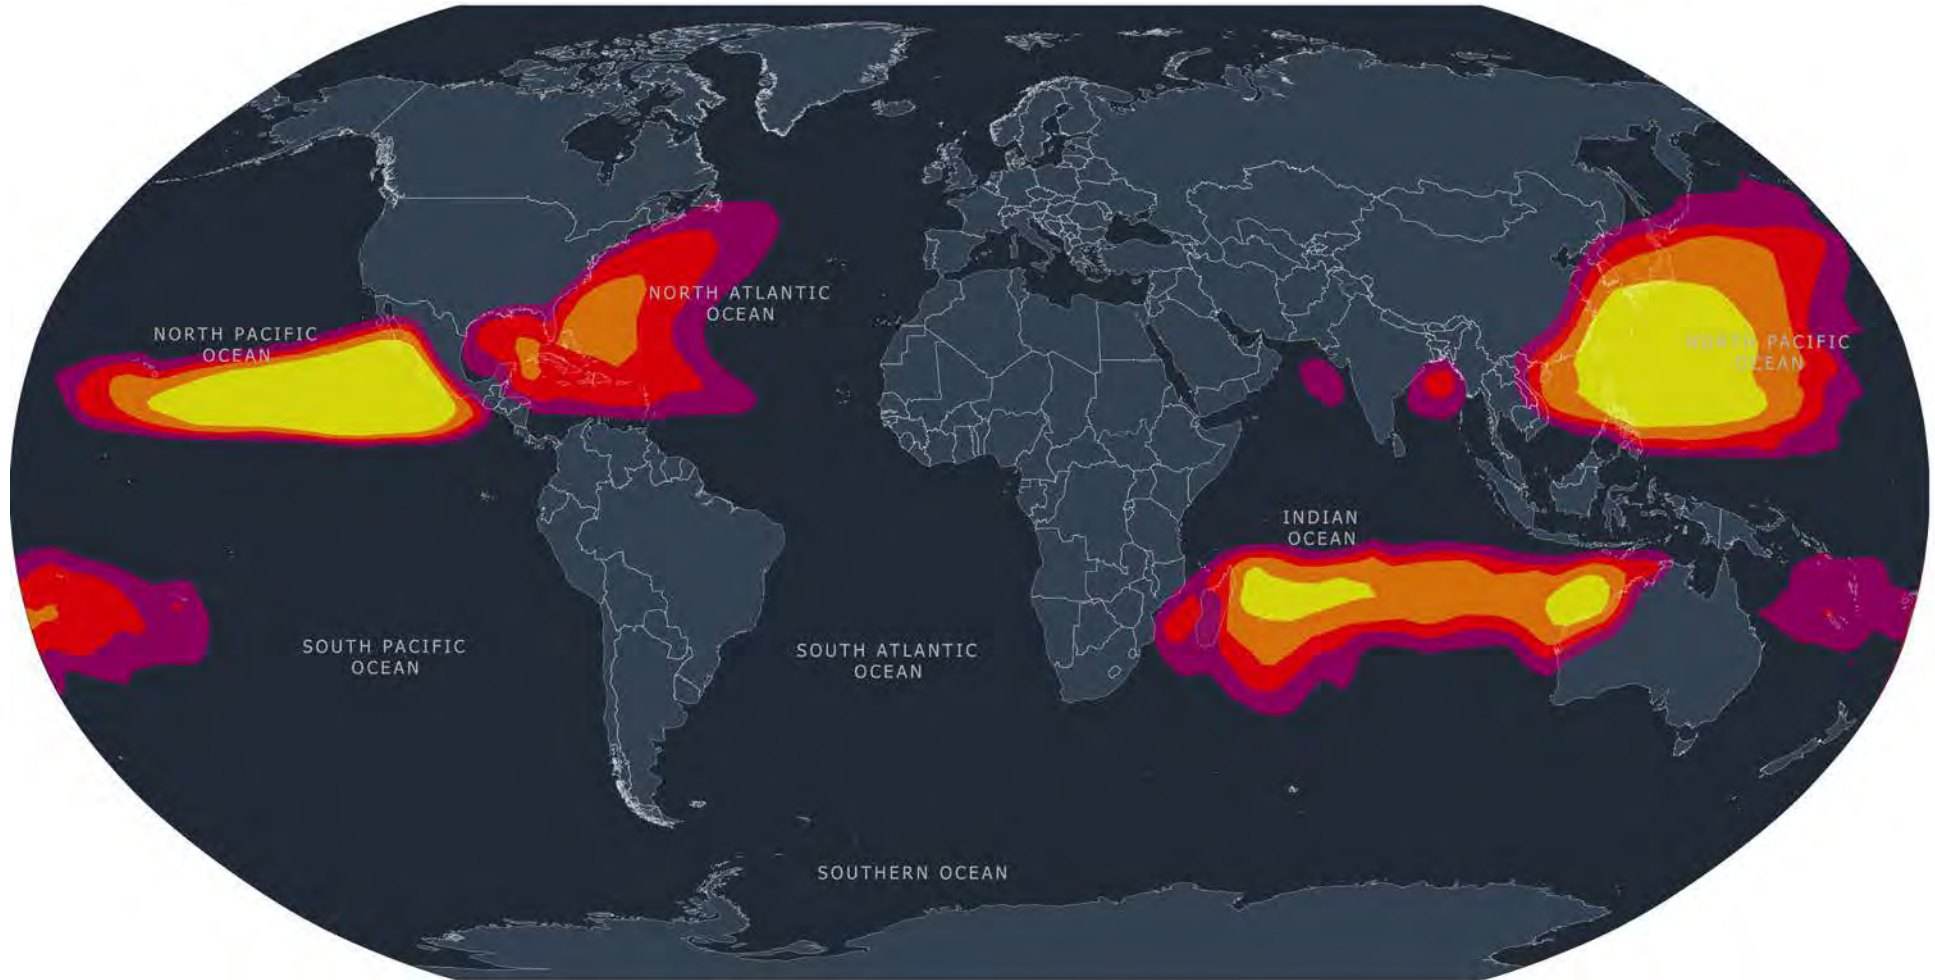 NORTH PACIFIC
OCEAN
NORTH ATLANTIC
OCEAN
NORTH PACIFIC
OCEAN
INDIAN
OCEAN
SOUTH PACIFIC
OCEAN
SOUTH ATLANTIC
OCEAN
SOUTHERN OCEAN